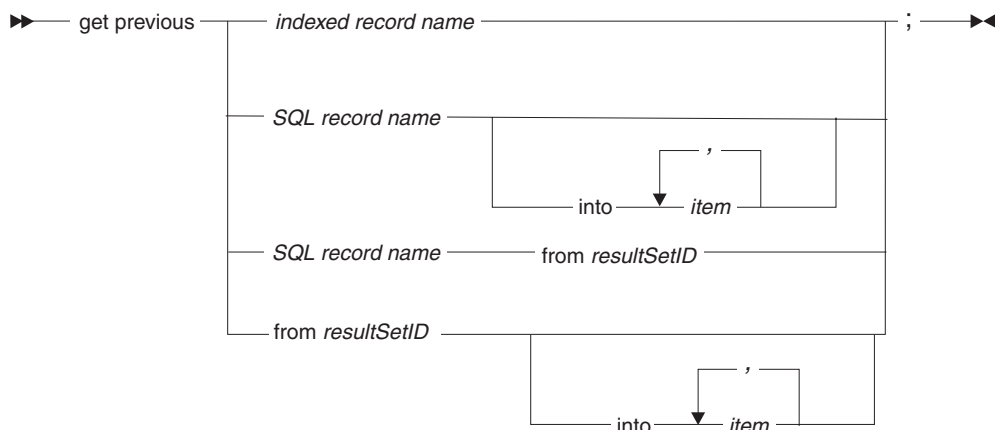 get previous indexed record name ;
SQL record name
,
into item
SQL record name from resultSetID
from resultSetID
,
into item